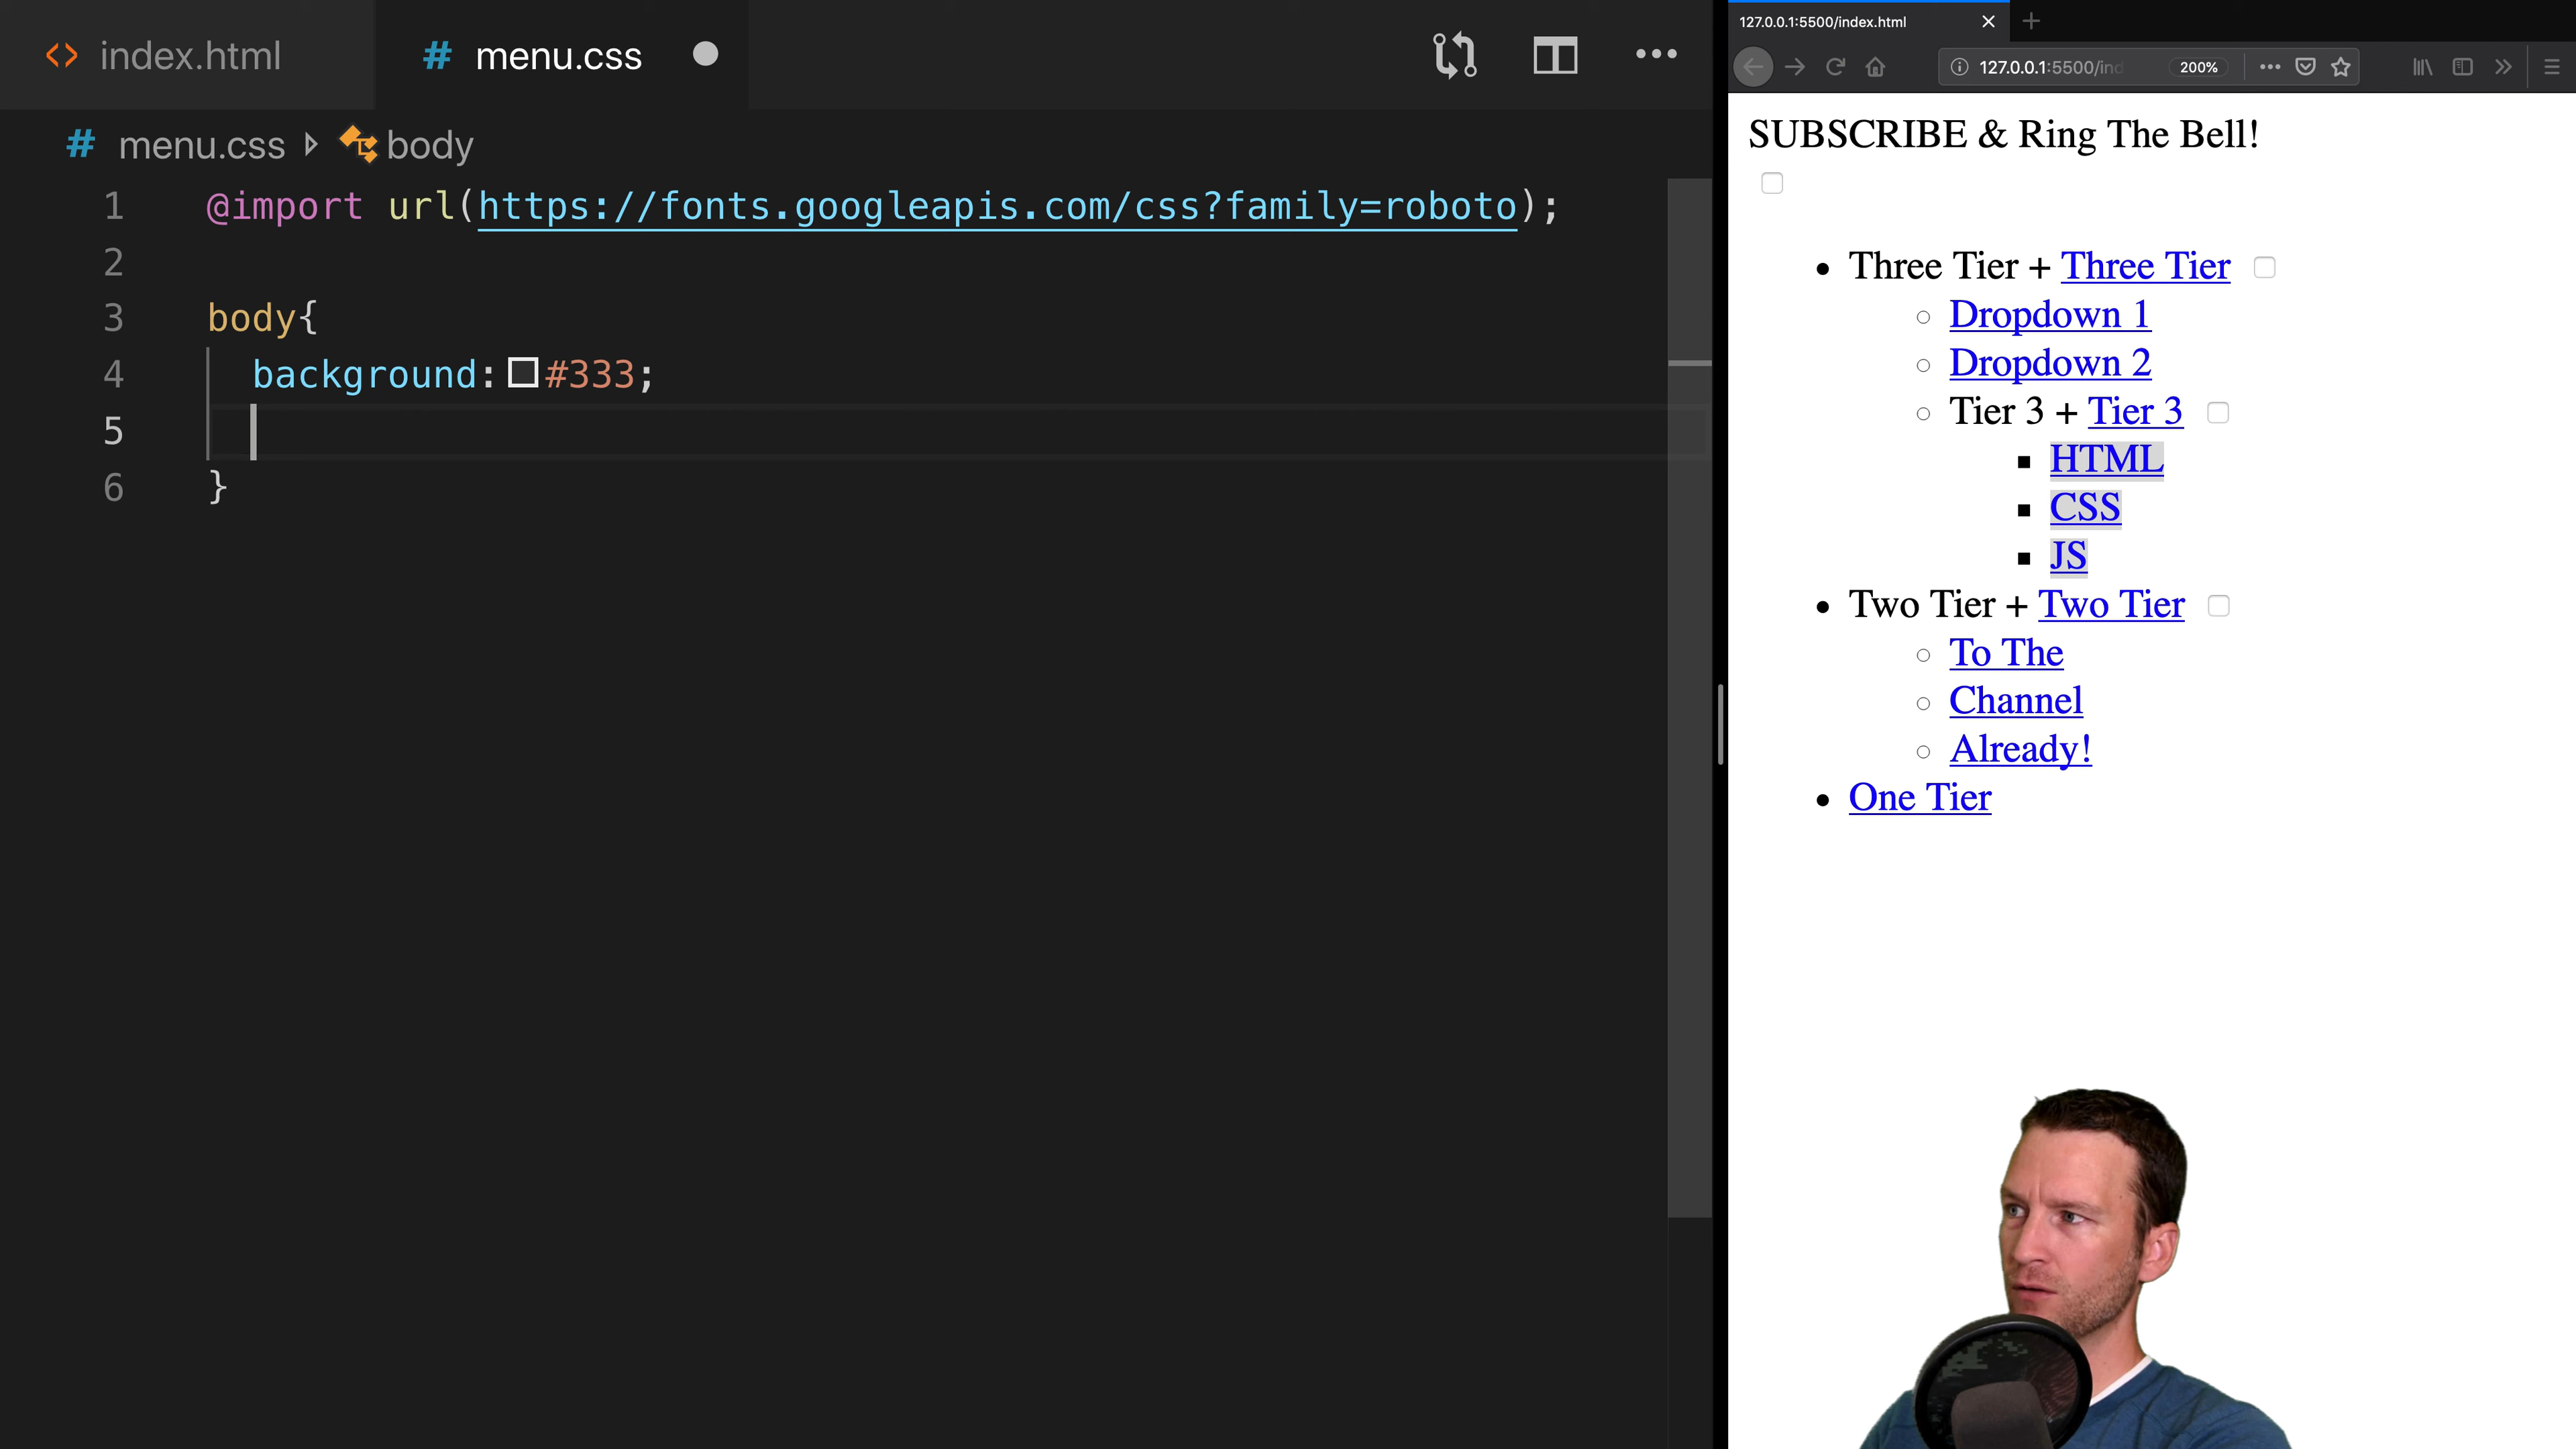 index.html
menu.css
menu.css
body
1 @import url(https://fonts.googleapis.com/css?family=roboto);
2
3 body{
4 background: #333;
5
6 }
127.0.0.1:5500/index.html
127.0.0.1:5500/ind
200%
SUBSCRIBE & Ring The Bell!
Three Tier + Three Tier
Dropdown 1
Dropdown 2
Tier 3 + Tier 3
HTML
CSS
JS
Two Tier + Two Tier
To The
Channel
Already!
One Tier